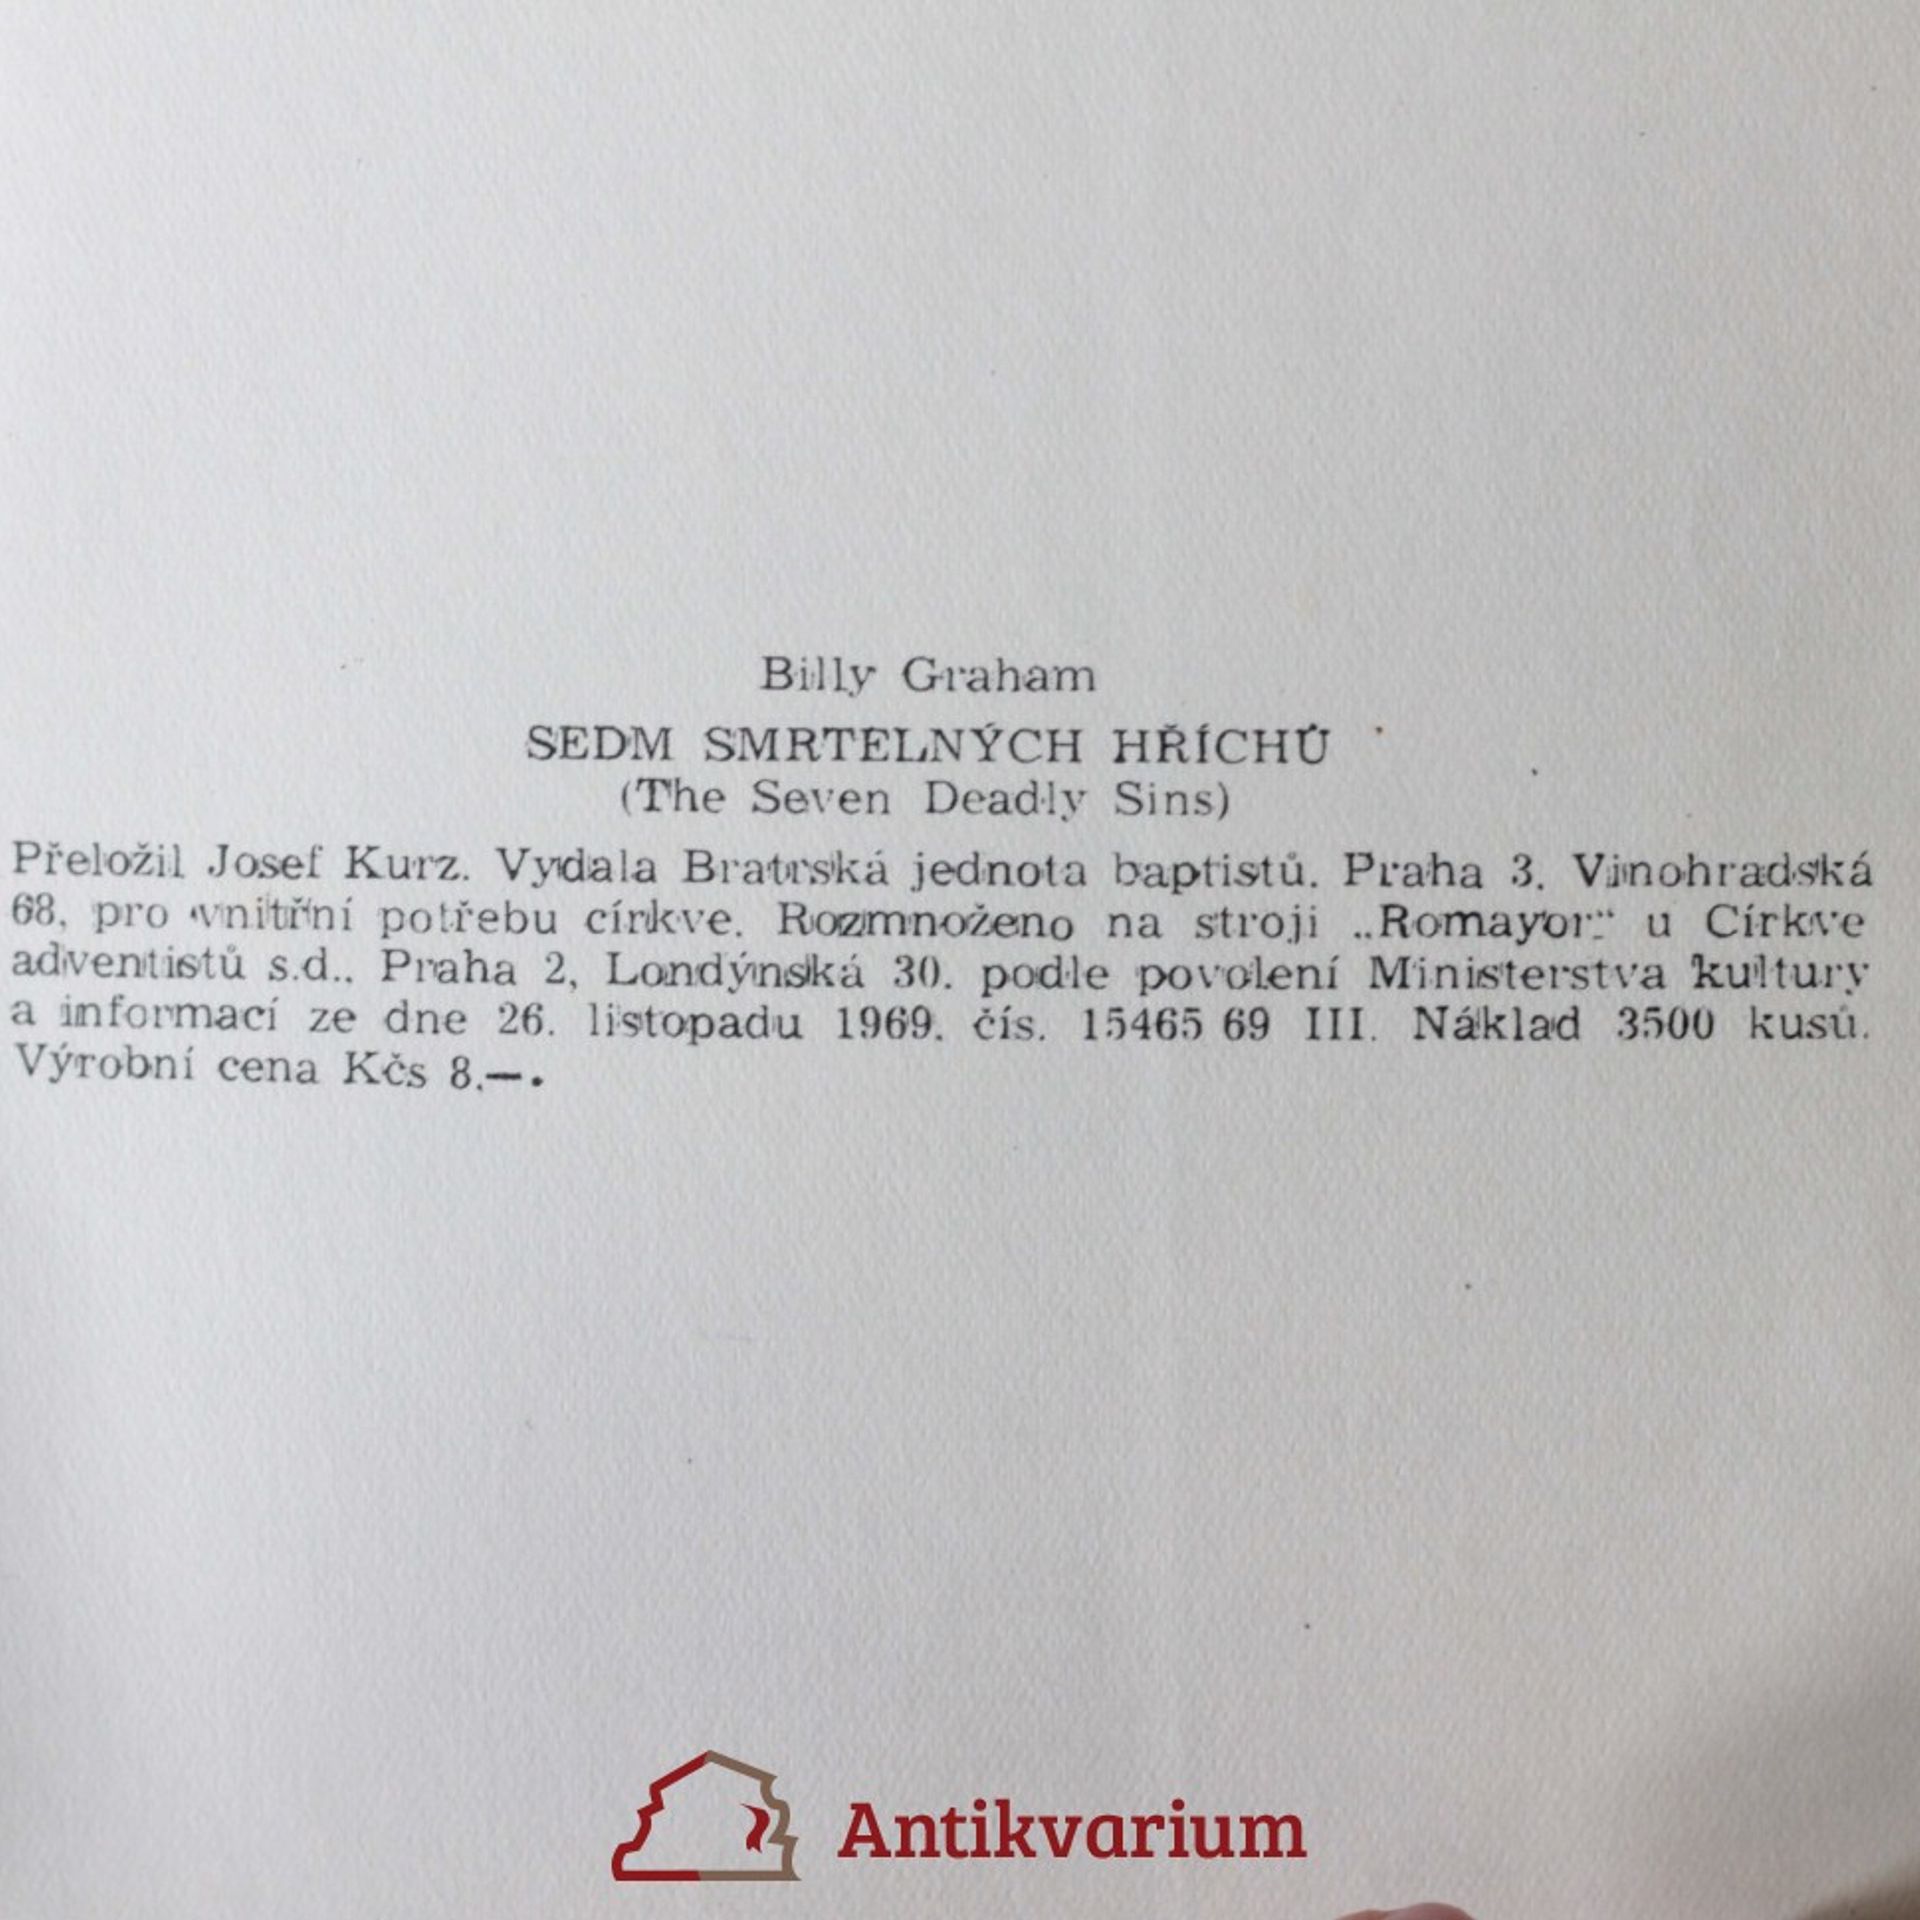 Billy Graham
SEDM SMRTELNÝCH HŘÍCHŮ
(The Seven Deadly Sins)
Přeložil Josef Kurz. Vydala Bratrská jednota baptistů. Praha 3. Vinohradská
68, pro vnitřní potřebu církve. Rozmnoženo na stroji „Romayor“ u Církve
adventistů s.d.. Praha 2, Londýnská 30. podle povolení Ministerstva kultury
a informací ze dne 26. listopadu 1969. čís. 15465 69 III. Náklad 3500 kusů.
Výrobní cena Kčs 8.—.
Antikvarium